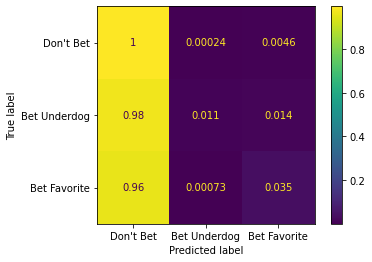 Don't Bet 1 0.00024 0.0046
Bet Underdog 0.98 0.011 0.014
Bet Favorite 0.96 0.00073 0.035
True label
Don't Bet Bet Underdog Bet Favorite
Predicted label
0.8
0.6
0.4
0.2